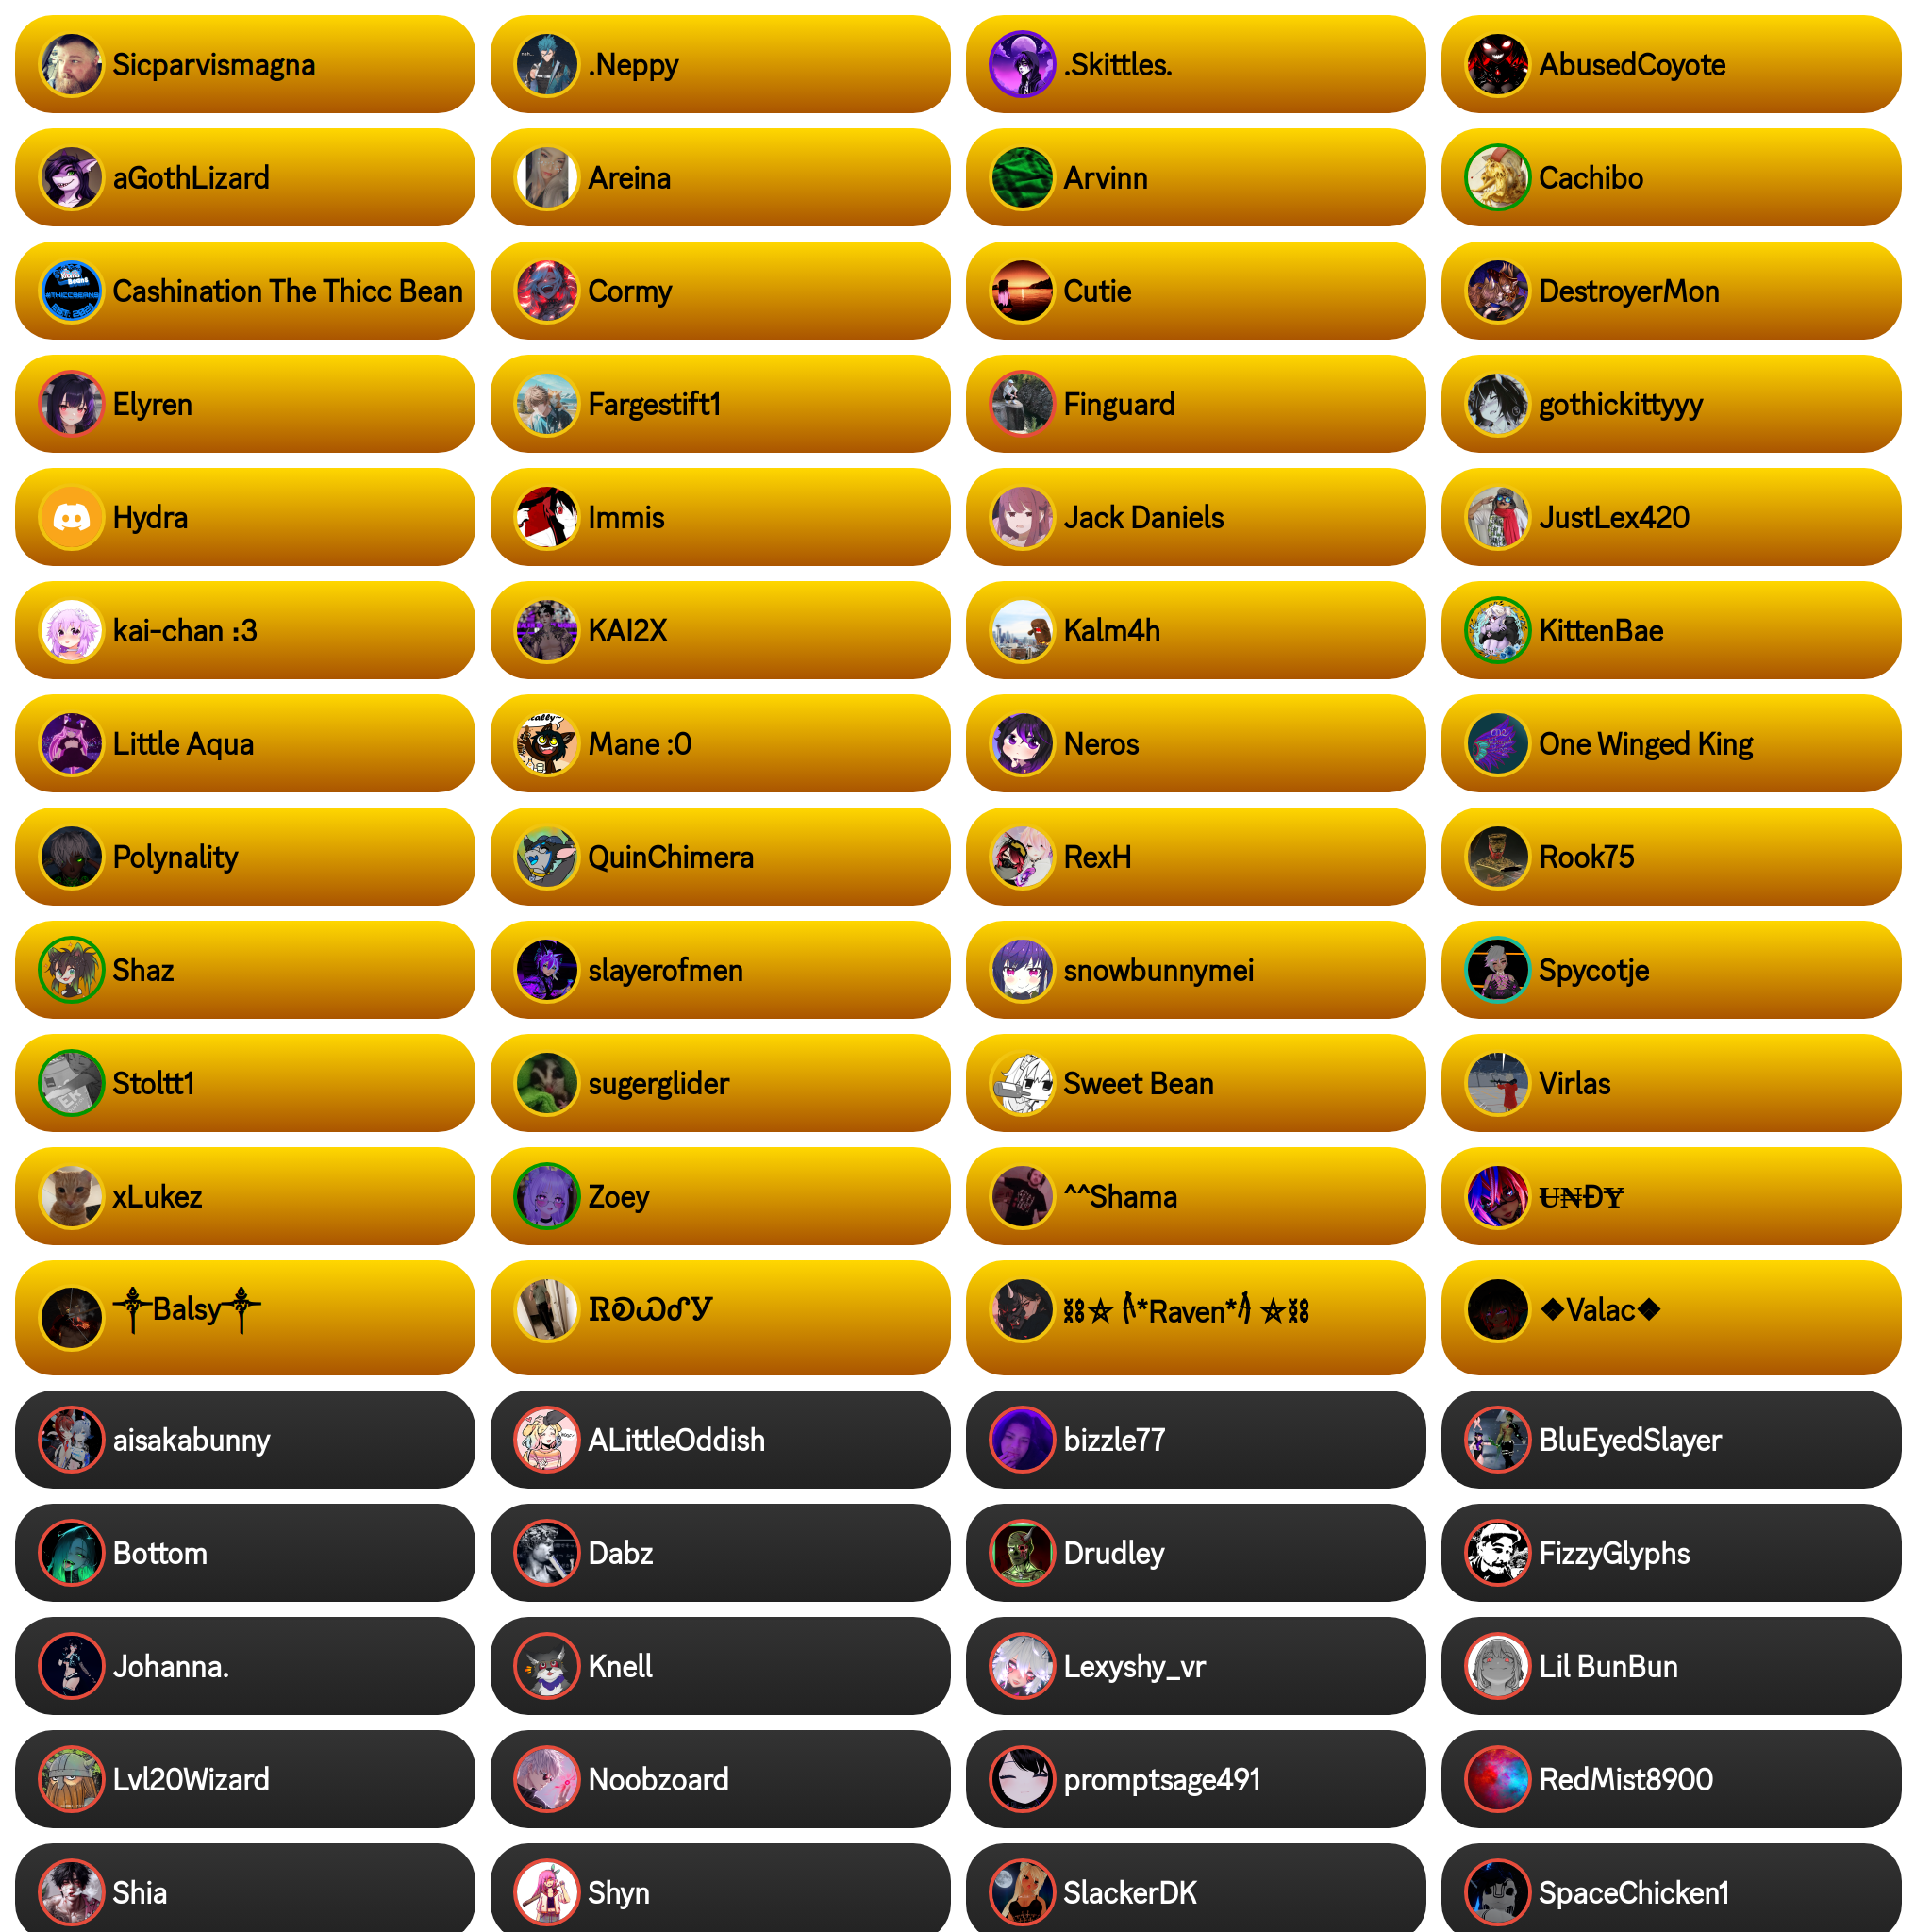 Sicparvismagna
.Neppy
.Skittles.
AbusedCoyote
aGothLizard
Areina
Arvinn
Cachibo
Cashination The Thicc Bean
Cormy
Cutie
DestroyerMon
Elyren
Fargestift1
Finguard
gothickittyyy
Hydra
Immis
Jack Daniels
JustLex420
kai-chan :3
KAI2X
Kalm4h
KittenBae
Little Aqua
Mane :0
Neros
One Winged King
Polynality
QuinChimera
RexH
Rook75
Shaz
slayerofmen
snowbunnymei
Spycotje
Stoltt1
sugerglider
Sweet Bean
Virlas
xLukez
Zoey
^^Shama
U̶N̶ĐɎ
༒Balsy༒
ᏒᎧᏇᎴᎩ
⛓⛧*Raven*⛧⛓
◆Valac◆
aisakabunny
ALittleOddish
bizzle77
BluEyedSlayer
Bottom
Dabz
Drudley
FizzyGlyphs
Johanna.
Knell
Lexyshy_vr
Lil BunBun
Lvl20Wizard
Noobzoard
promptsage491
RedMist8900
Shia
Shyn
SlackerDK
SpaceChicken1